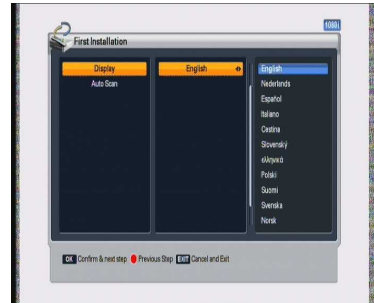 1080i
First Installation
Display
Auto Scan
English
English
Nederlands
Español
Italiano
Čestina
Slovenský
ελληνικά
Polski
Suomi
Svenska
Norsk
OK Confirm & next step Previous Step EXIT Cancel and Exit